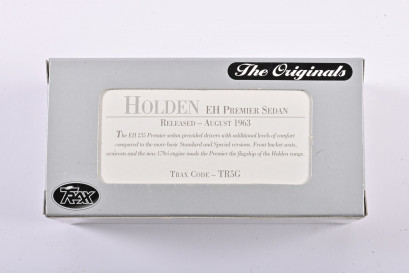 The Originals
HOLDEN EH PREMIER SEDAN
RELEASED – AUGUST 1963
The EH 235 Premier sedan provided drivers with additional levels of comfort
compared to the more basic Standard and Special versions. Front bucket seats,
and the new 179ci engine made the Premier the flagship of the Holden range.
TRAX CODE – TR5G
TRAX